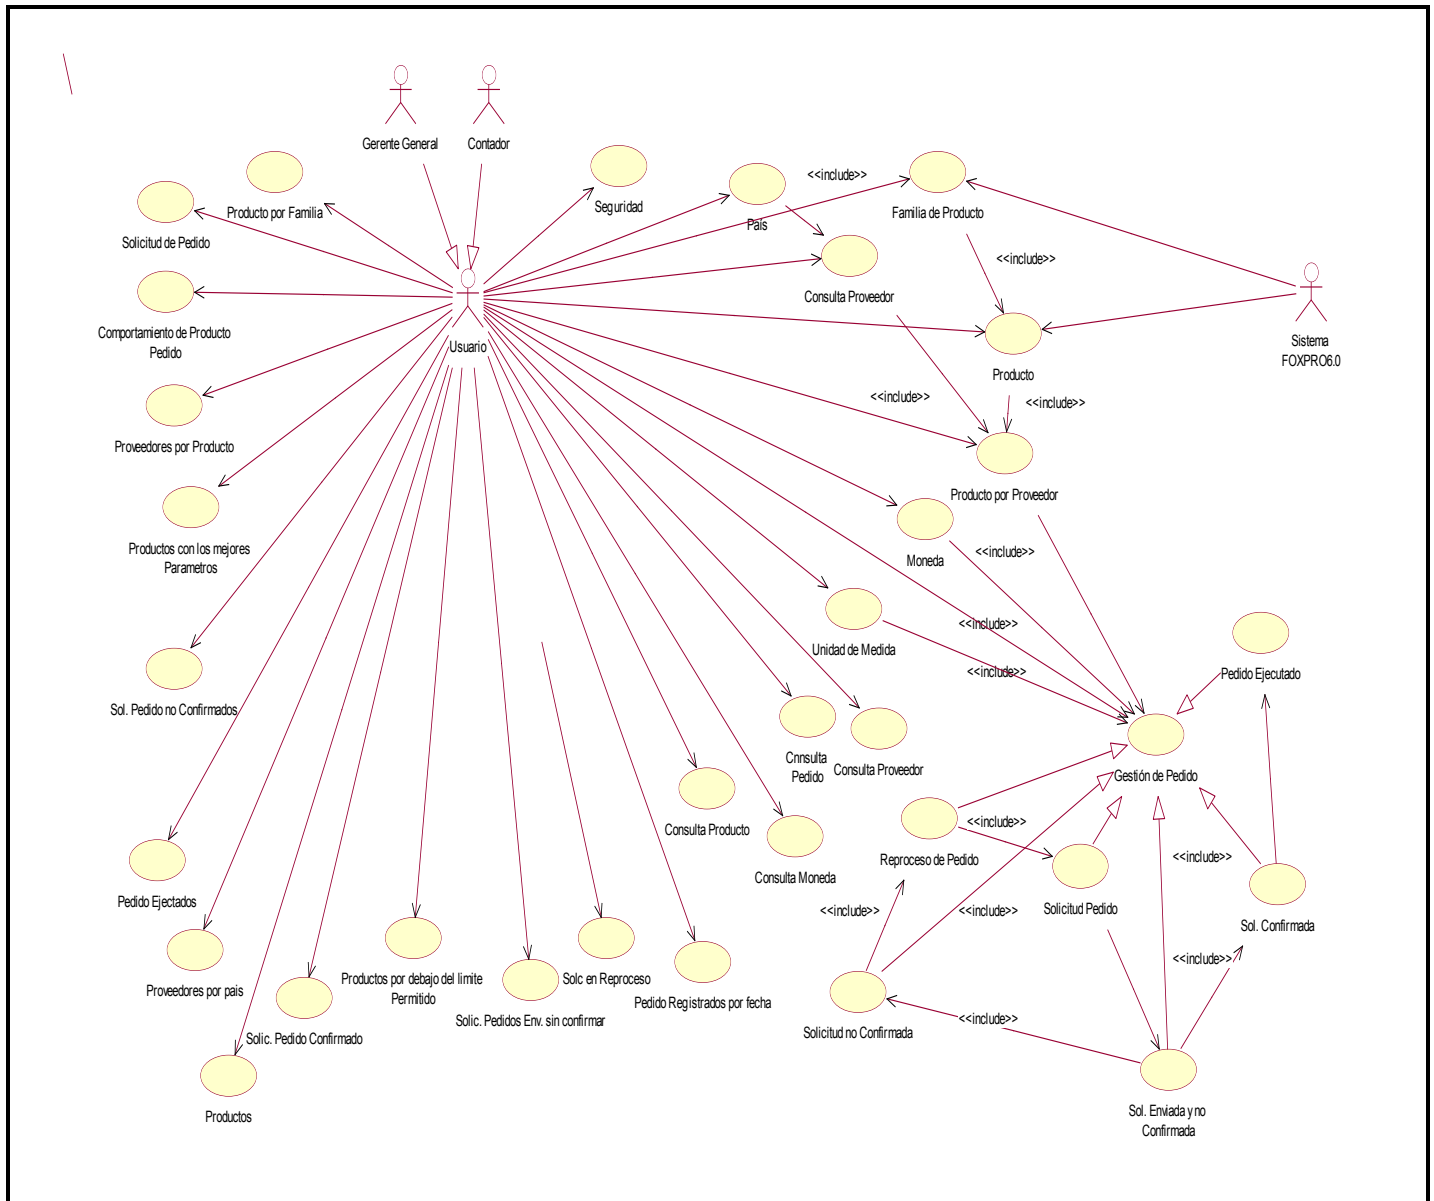 Gerente General
Contador
<<include>>
Seguridad
Producto por Familia
País
Familia de Producto
Solicitud de Pedido
<<include>>
Consulta Proveedor
Comportamiento de Producto
Pedido
Usuario
Sistema
FOXPRO6.0
Producto
<<include>>
<<include>>
Proveedores por Producto
Producto por Proveedor
Productos con los mejores
Parametros
<<include>>
Moneda
<<include>>
Unidad de Medida
<<include>>
Pedido Ejecutado
Sol. Pedido no Confirmados
Cnnsulta
Pedido
Consulta Proveedor
Gestión de Pedido
<<include>>
Consulta Producto
Reproceso de Pedido
<<include>>
Consulta Moneda
Pedido Ejectados
<<include>>
<<include>>
Solicitud Pedido
Sol. Confirmada
<<include>>
Productos por debajo del limite
Permitido
Solc en Reproceso
Proveedores por pais
Pedido Registrados por fecha
Solic. Pedidos Env. sin confirmar
<<include>>
Solicitud no Confirmada
Solic. Pedido Confirmado
Productos
Sol. Enviada y no
Confirmada